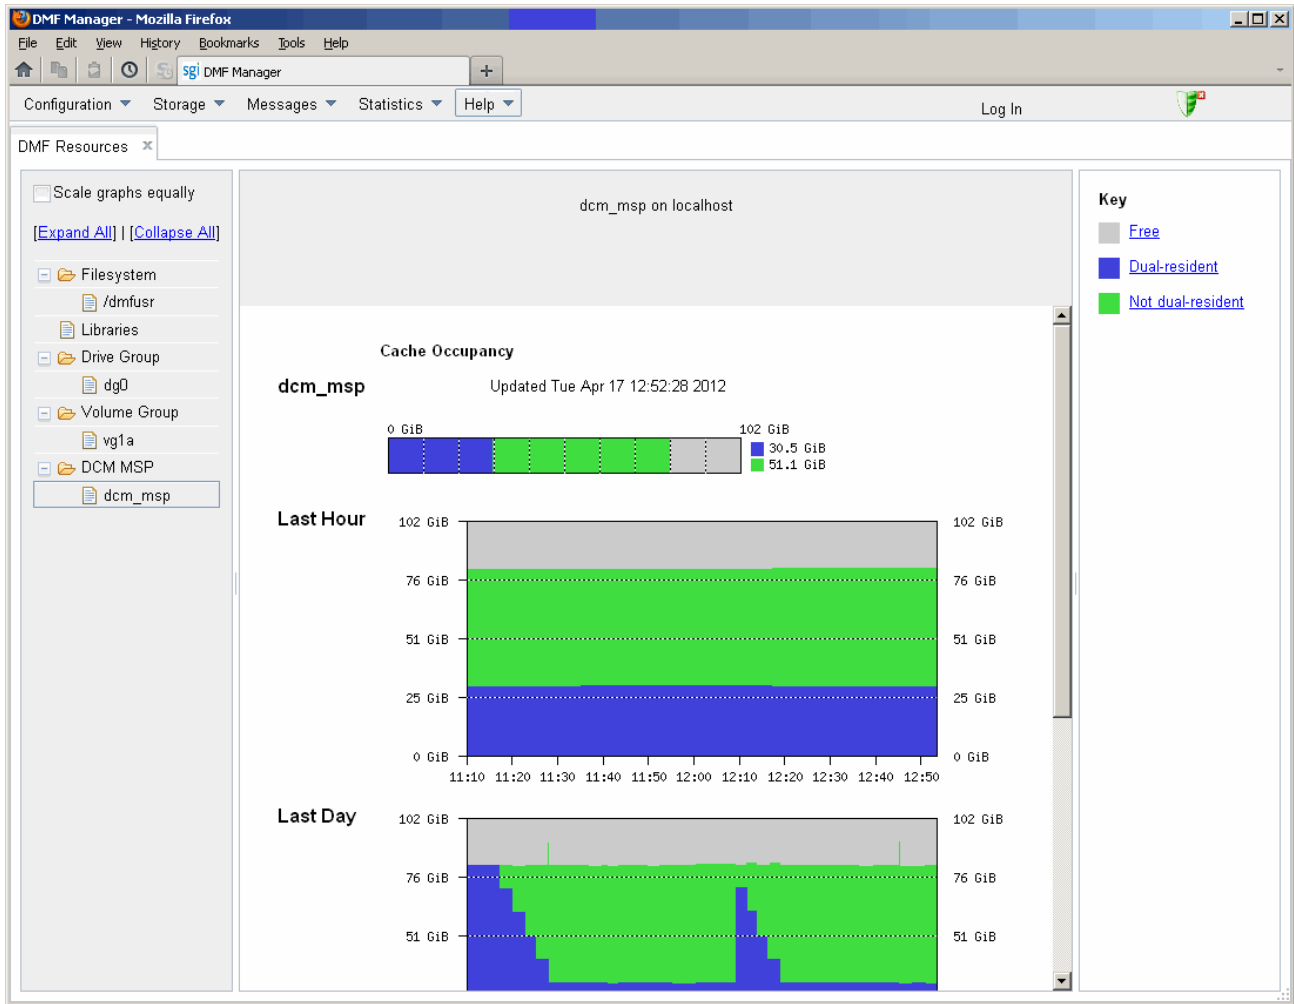 DMF Manager - Mozilla Firefox
File Edit View History Bookmarks Tools Help
sgi DMF Manager
Configuration Storage Messages Statistics Help Log In
DMF Resources
Scale graphs equally
[Expand All] | [Collapse All]
Filesystem
/dmfusr
Libraries
Drive Group
dg0
Volume Group
vg1a
DCM MSP
dcm_msp
dcm_msp on localhost
Cache Occupancy
dcm_msp Updated Tue Apr 17 12:52:28 2012
0 GiB 102 GiB
30.5 GiB
51.1 GiB
Last Hour
102 GiB 102 GiB
76 GiB 76 GiB
51 GiB 51 GiB
25 GiB 25 GiB
0 GiB 0 GiB
11:10 11:20 11:30 11:40 11:50 12:00 12:10 12:20 12:30 12:40 12:50
Last Day
102 GiB 102 GiB
76 GiB 76 GiB
51 GiB 51 GiB
Key
Free
Dual-resident
Not dual-resident